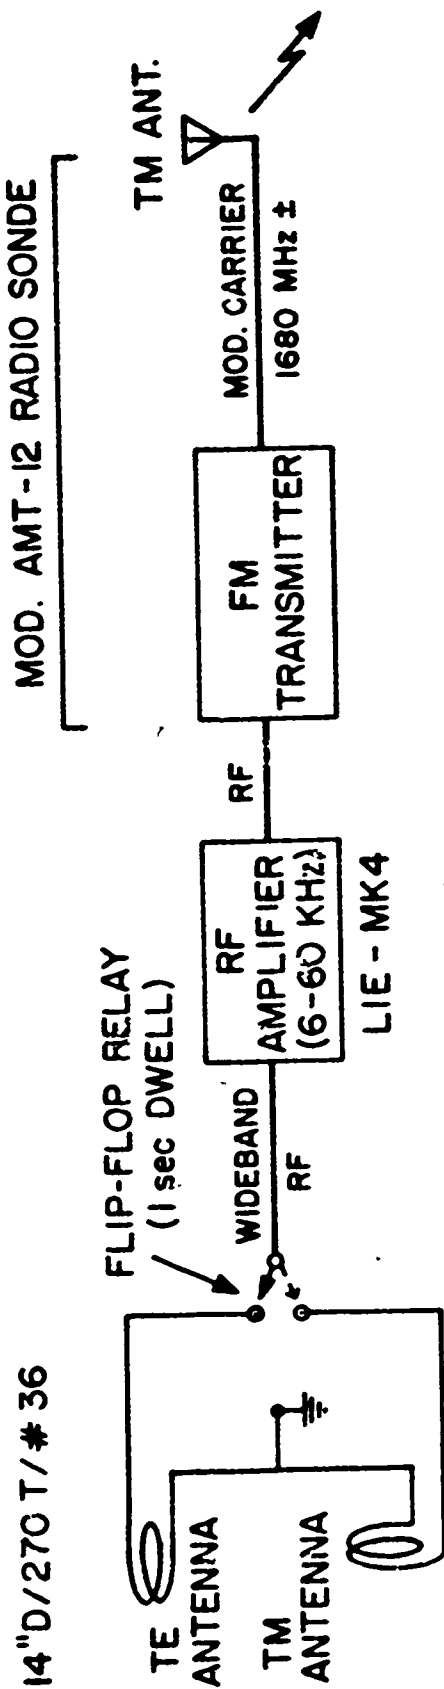 14"D/270 T/#36
TE
ANTENNA
TM
ANTENNA
FLIP-FLOP RELAY
(1 sec DWELL)
WIDEBAND
RF
RF
AMPLIFIER
(6-60 KHz)
LIE - MK4
RF
MOD. AMT-12 RADIO SONDE
FM
TRANSMITTER
MOD. CARRIER
1680 MHz ±
TM ANT.